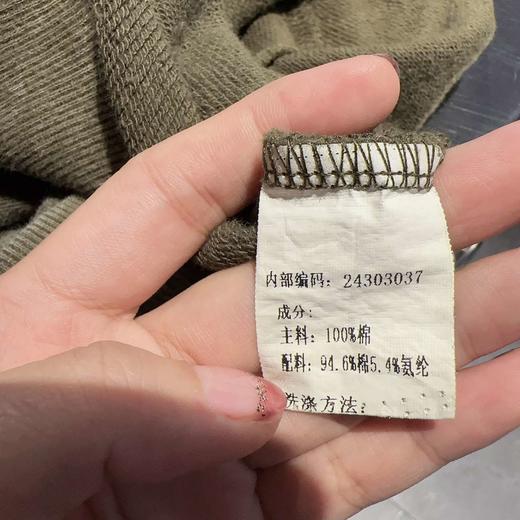 内部编码: 24303037
成分:
主料: 100%棉
配料: 94.6%棉5.4%氨纶
洗涤方法: